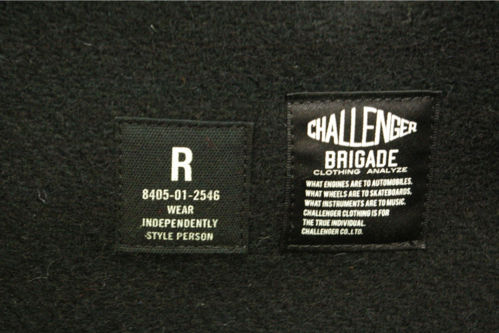 R
8405-01-2546
WEAR
INDEPENDENTLY
STYLE PERSON
CHALLENGER
BRIGADE
CLOTHING ANALYZE
WHAT ENGINES ARE TO AUTOMOBILES.
WHAT WHEELS ARE TO SKATEBOARDS.
WHAT INSTRUMENTS ARE TO MUSIC.
CHALLENGER CLOTHING IS FOR
THE TRUE INDIVIDUAL.
CHALLENGER CO.,LTD.